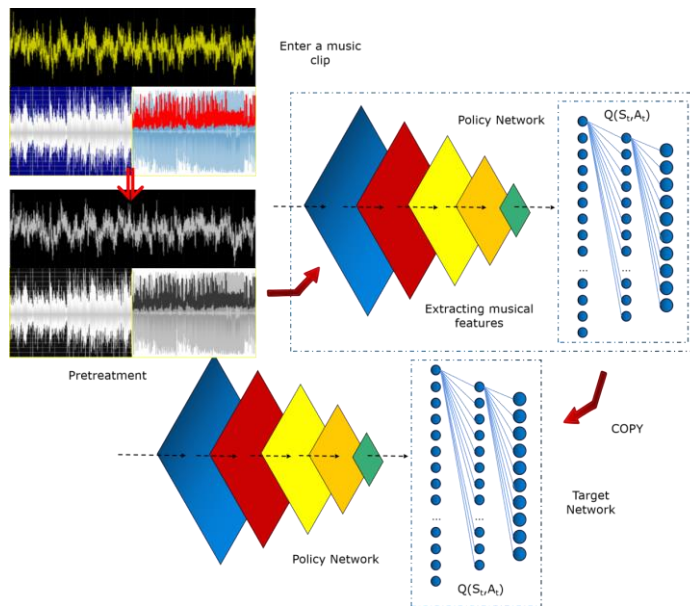 Enter a music
clip
Policy Network
Q(Sₜ,Aₜ)
...
...
Extracting musical
features
Pretreatment
COPY
Target
Network
...
...
Policy Network
Q(Sₜ,Aₜ)